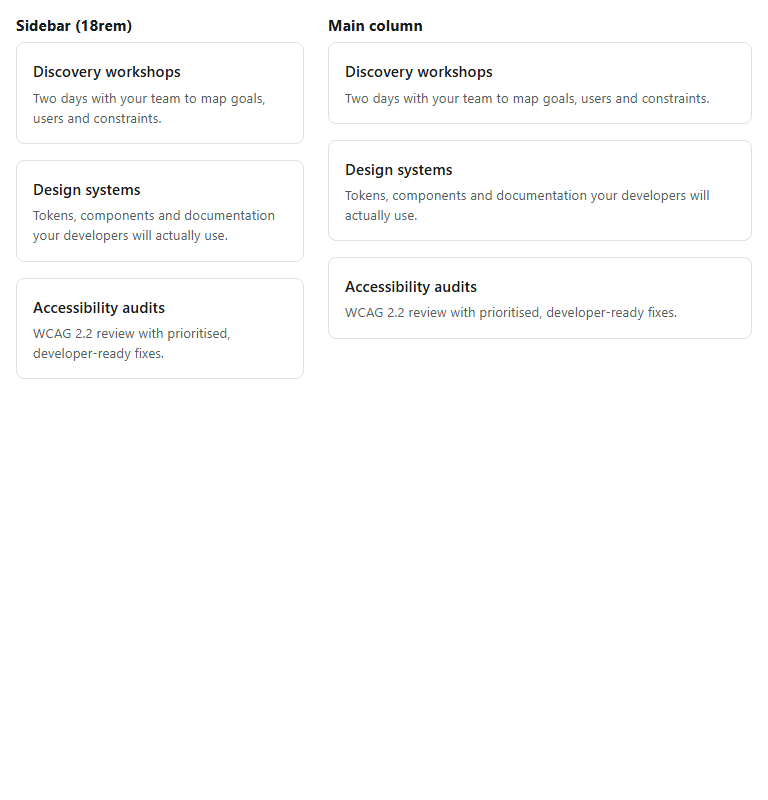 Sidebar (18rem)
Discovery workshops
Two days with your team to map goals,
users and constraints.
Design systems
Tokens, components and documentation
your developers will actually use.
Accessibility audits
WCAG 2.2 review with prioritised,
developer-ready fixes.
Main column
Discovery workshops
Two days with your team to map goals, users and constraints.
Design systems
Tokens, components and documentation your developers will
actually use.
Accessibility audits
WCAG 2.2 review with prioritised, developer-ready fixes.